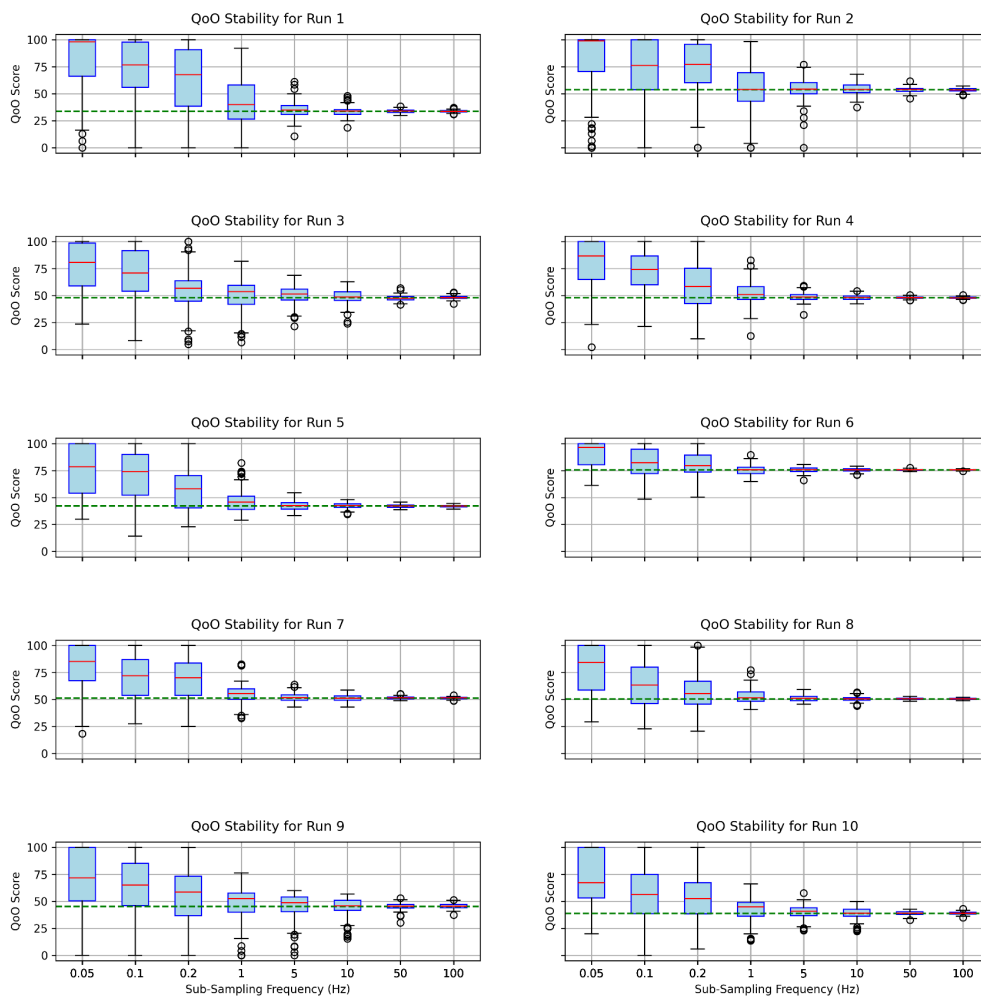 QoO Stability for Run 1
QoO Score
100
75
50
25
0
QoO Stability for Run 2
QoO Score
QoO Stability for Run 3
QoO Score
100
75
50
25
0
QoO Stability for Run 4
QoO Score
QoO Stability for Run 5
QoO Score
100
75
50
25
0
QoO Stability for Run 6
QoO Score
QoO Stability for Run 7
QoO Score
100
75
50
25
0
QoO Stability for Run 8
QoO Score
QoO Stability for Run 9
QoO Score
100
75
50
25
0
0.05 0.1 0.2 1 5 10 50 100
Sub-Sampling Frequency (Hz)
QoO Stability for Run 10
QoO Score
0.05 0.1 0.2 1 5 10 50 100
Sub-Sampling Frequency (Hz)